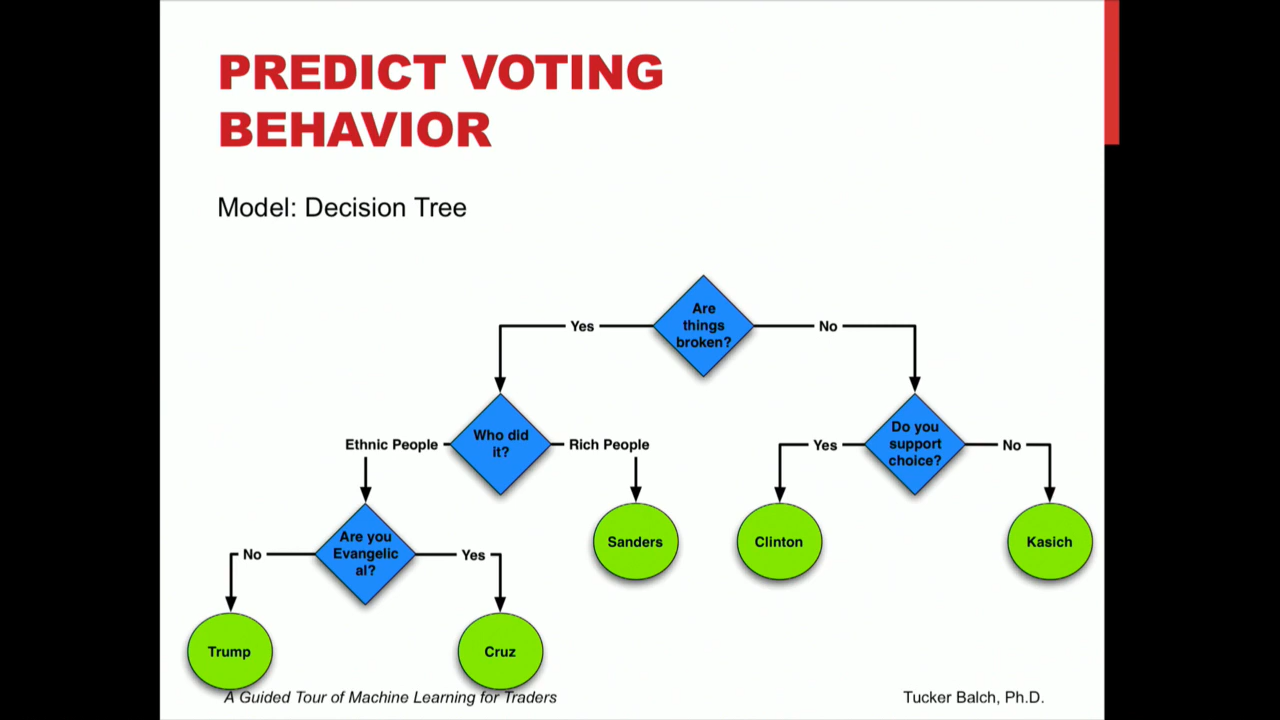 PREDICT VOTING
BEHAVIOR
Model: Decision Tree
Are
things
broken?
Yes
No
Who did
it?
Ethnic People
Rich People
Do you
support
choice?
Yes
No
Are you
Evangelic
al?
No
Yes
Sanders
Clinton
Kasich
Trump
Cruz
A Guided Tour of Machine Learning for Traders
Tucker Balch, Ph.D.